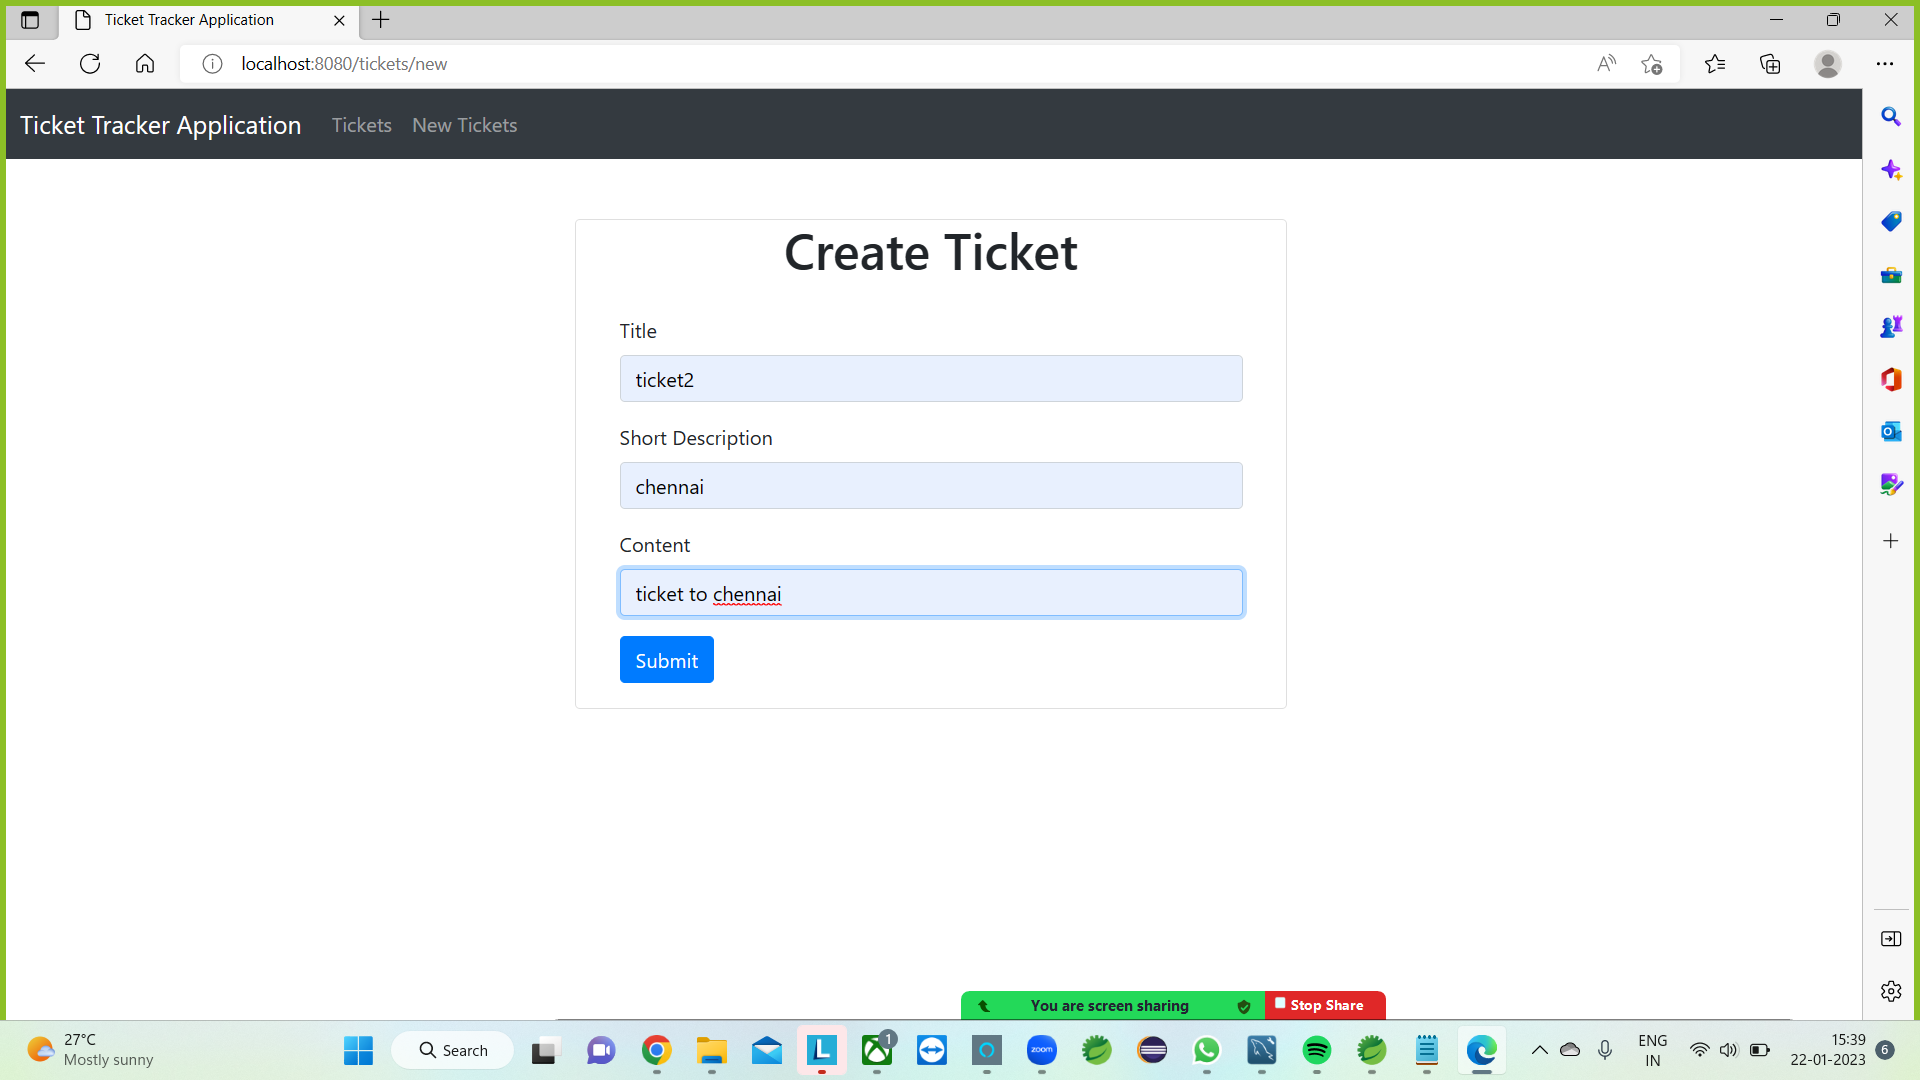 Ticket Tracker Application
localhost:8080/tickets/new
Ticket Tracker Application Tickets New Tickets
Create Ticket
Title
ticket2
Short Description
chennai
Content
ticket to chennai
Submit
You are screen sharing Stop Share
27°C
Mostly sunny
Search
1
zoom
ENG
IN
15:39
22-01-2023
6